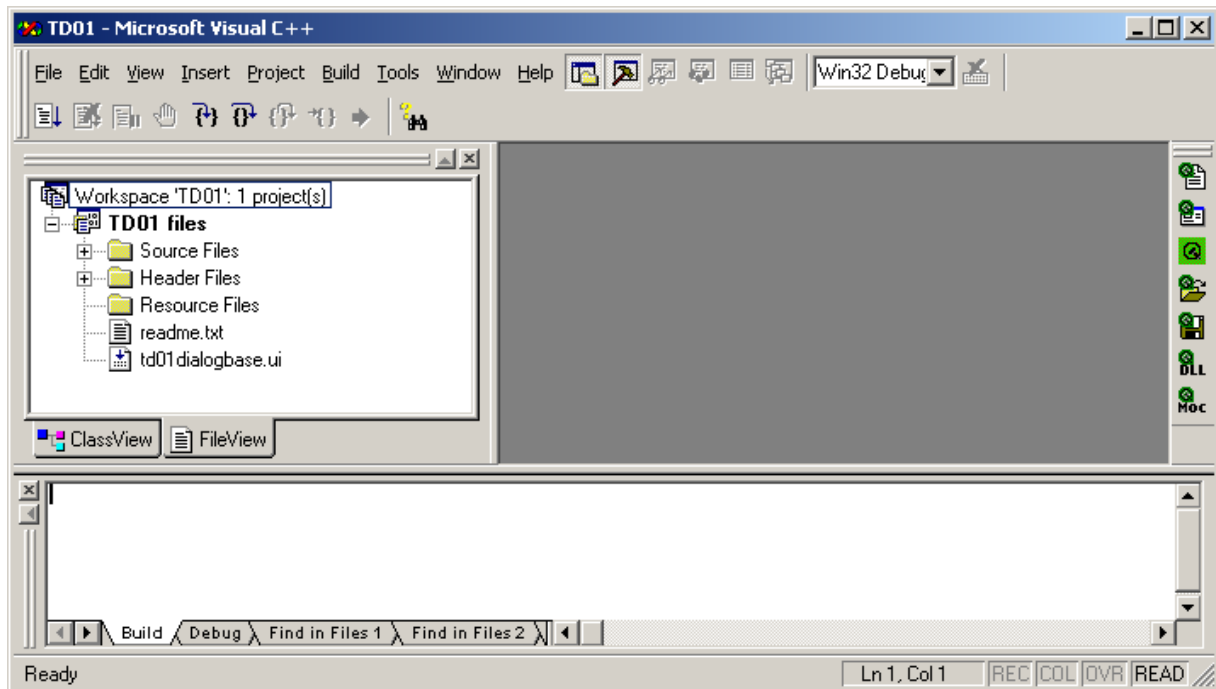 TD01 - Microsoft Visual C++
File Edit View Insert Project Build Tools Window Help Win32 Debug
Workspace 'TD01': 1 project(s)
TD01 files
Source Files
Header Files
Resource Files
readme.txt
td01dialogbase.ui
ClassView FileView
DLL
MOC
Build Debug Find in Files 1 Find in Files 2
Ready Ln 1, Col 1 REC COL OVR READ